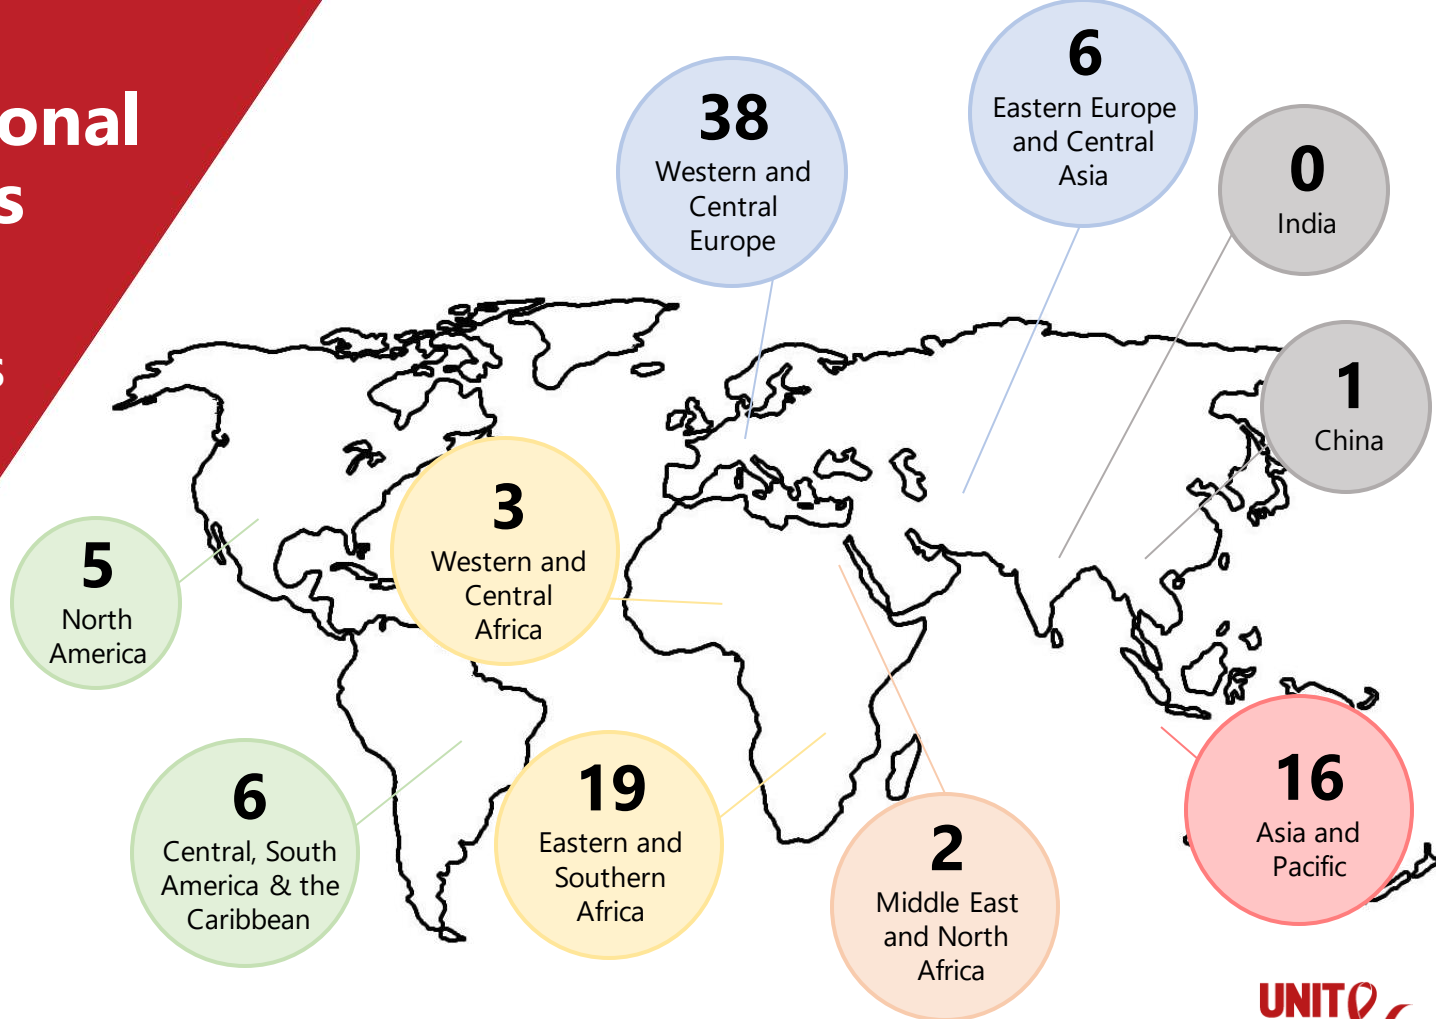 onal
s
s
38
Western and
Central
Europe
6
Eastern Europe
and Central
Asia
0
India
1
China
3
Western and
Central
Africa
5
North
America
6
Central, South
America & the
Caribbean
19
Eastern and
Southern
Africa
2
Middle East
and North
Africa
16
Asia and
Pacific
UNIT